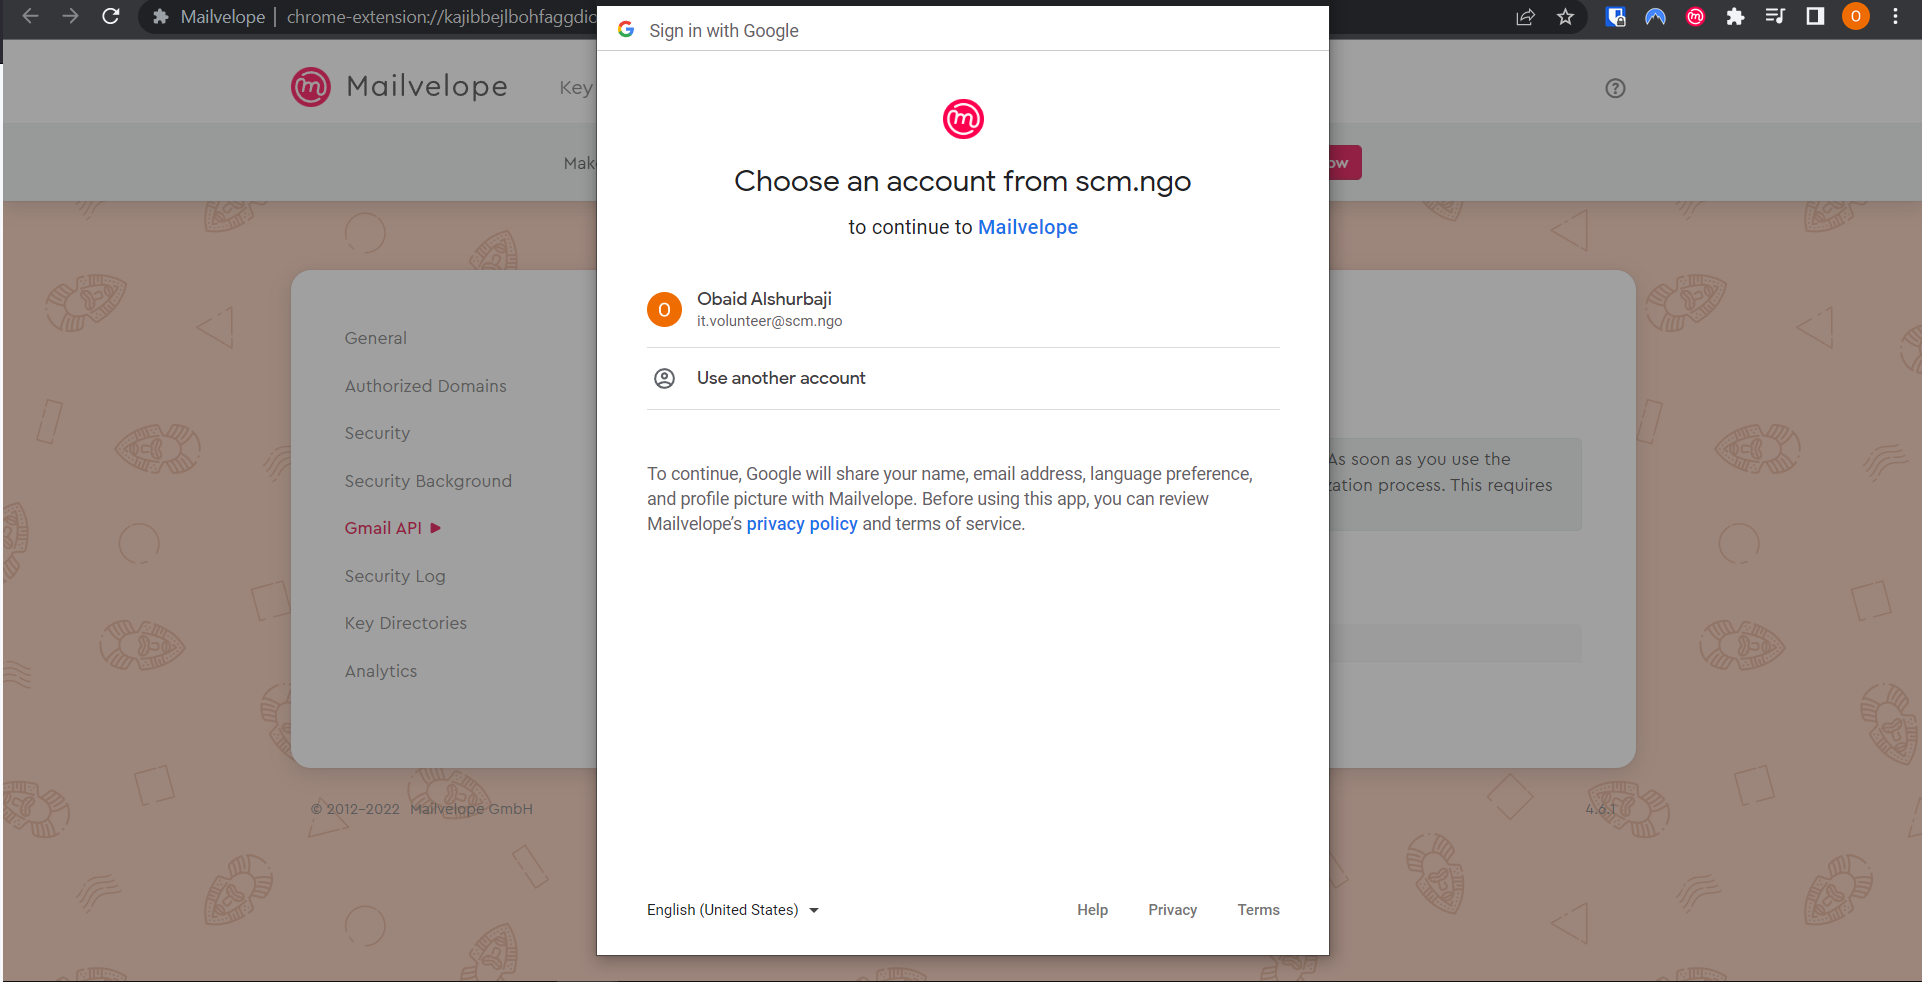 Mailvelope | chrome-extension://kajibbejlbohfaggdio
O
Sign in with Google
Mailvelope
Key
Make
ow
Choose an account from scm.ngo
to continue to Mailvelope
O
Obaid Alshurbaji
it.volunteer@scm.ngo
Use another account
To continue, Google will share your name, email address, language preference,
and profile picture with Mailvelope. Before using this app, you can review
Mailvelope's privacy policy and terms of service.
English (United States)
Help
Privacy
Terms
General
Authorized Domains
Security
Security Background
Gmail API
Security Log
Key Directories
Analytics
As soon as you use the
zation process. This requires
© 2012-2022 Mailvelope GmbH
4.6.1